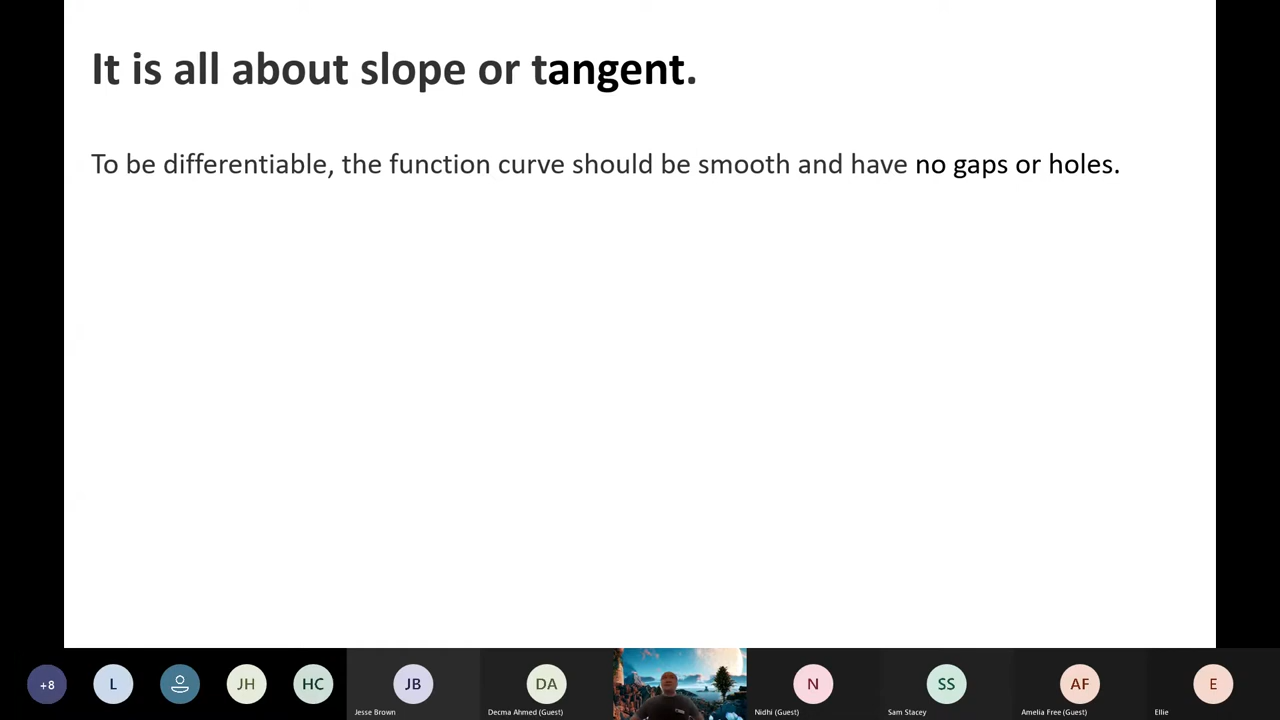 It is all about slope or tangent.
To be differentiable, the function curve should be smooth and have no gaps or holes.
+8
L
JH
HC
JB
DA
N
SS
AF
E
Jesse Brown
Decma Ahmed (Guest)
Nidhi (Guest)
Sam Stacey
Amelia Free (Guest)
Ellie